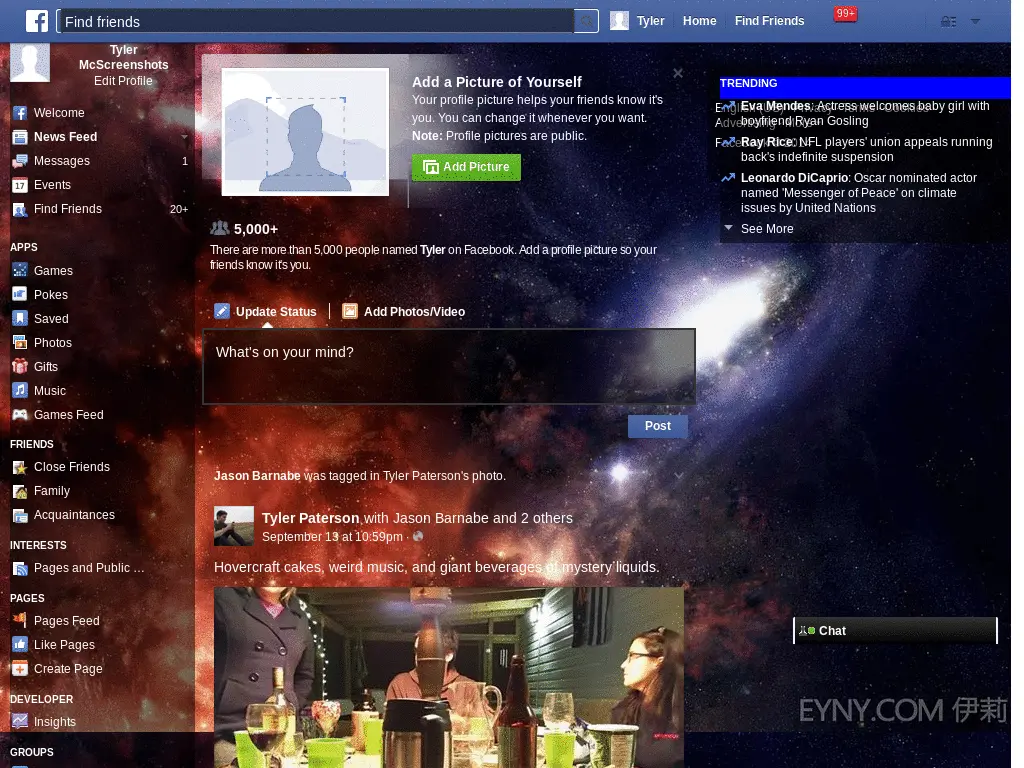 Find friends
Tyler
Home
Find Friends
99+
Tyler
McScreenshots
Edit Profile
Welcome
News Feed
Messages 1
Events
Find Friends 20+
APPS
Games
Pokes
Saved
Photos
Gifts
Music
Games Feed
FRIENDS
Close Friends
Family
Acquaintances
INTERESTS
Pages and Public ...
PAGES
Pages Feed
Like Pages
Create Page
DEVELOPER
Insights
GROUPS
Add a Picture of Yourself
Your profile picture helps your friends know it's
you. You can change it whenever you want.
Note: Profile pictures are public.
Add Picture
5,000+
There are more than 5,000 people named Tyler on Facebook. Add a profile picture so your
friends know it's you.
Update Status
Add Photos/Video
What's on your mind?
Post
Jason Barnabe was tagged in Tyler Paterson's photo.
Tyler Paterson with Jason Barnabe and 2 others
September 13 at 10:59pm ·
Hovercraft cakes, weird music, and giant beverages of mystery liquids.
TRENDING
Eva Mendes: Actress welcomes baby girl with
boyfriend Ryan Gosling
Ray Rice: NFL players' union appeals running
back's indefinite suspension
Leonardo DiCaprio: Oscar nominated actor
named 'Messenger of Peace' on climate
issues by United Nations
See More
Chat
EYNY.COM 伊莉